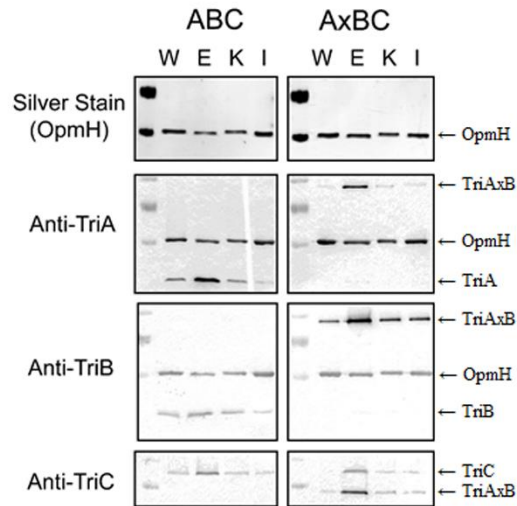 ABC AxBC
W E K I W E K I
Silver Stain
(OpmH)
← OpmH
← TriAxB
Anti-TriA
← OpmH
← TriA
← TriAxB
Anti-TriB
← OpmH
← TriB
Anti-TriC
← TriC
← TriAxB